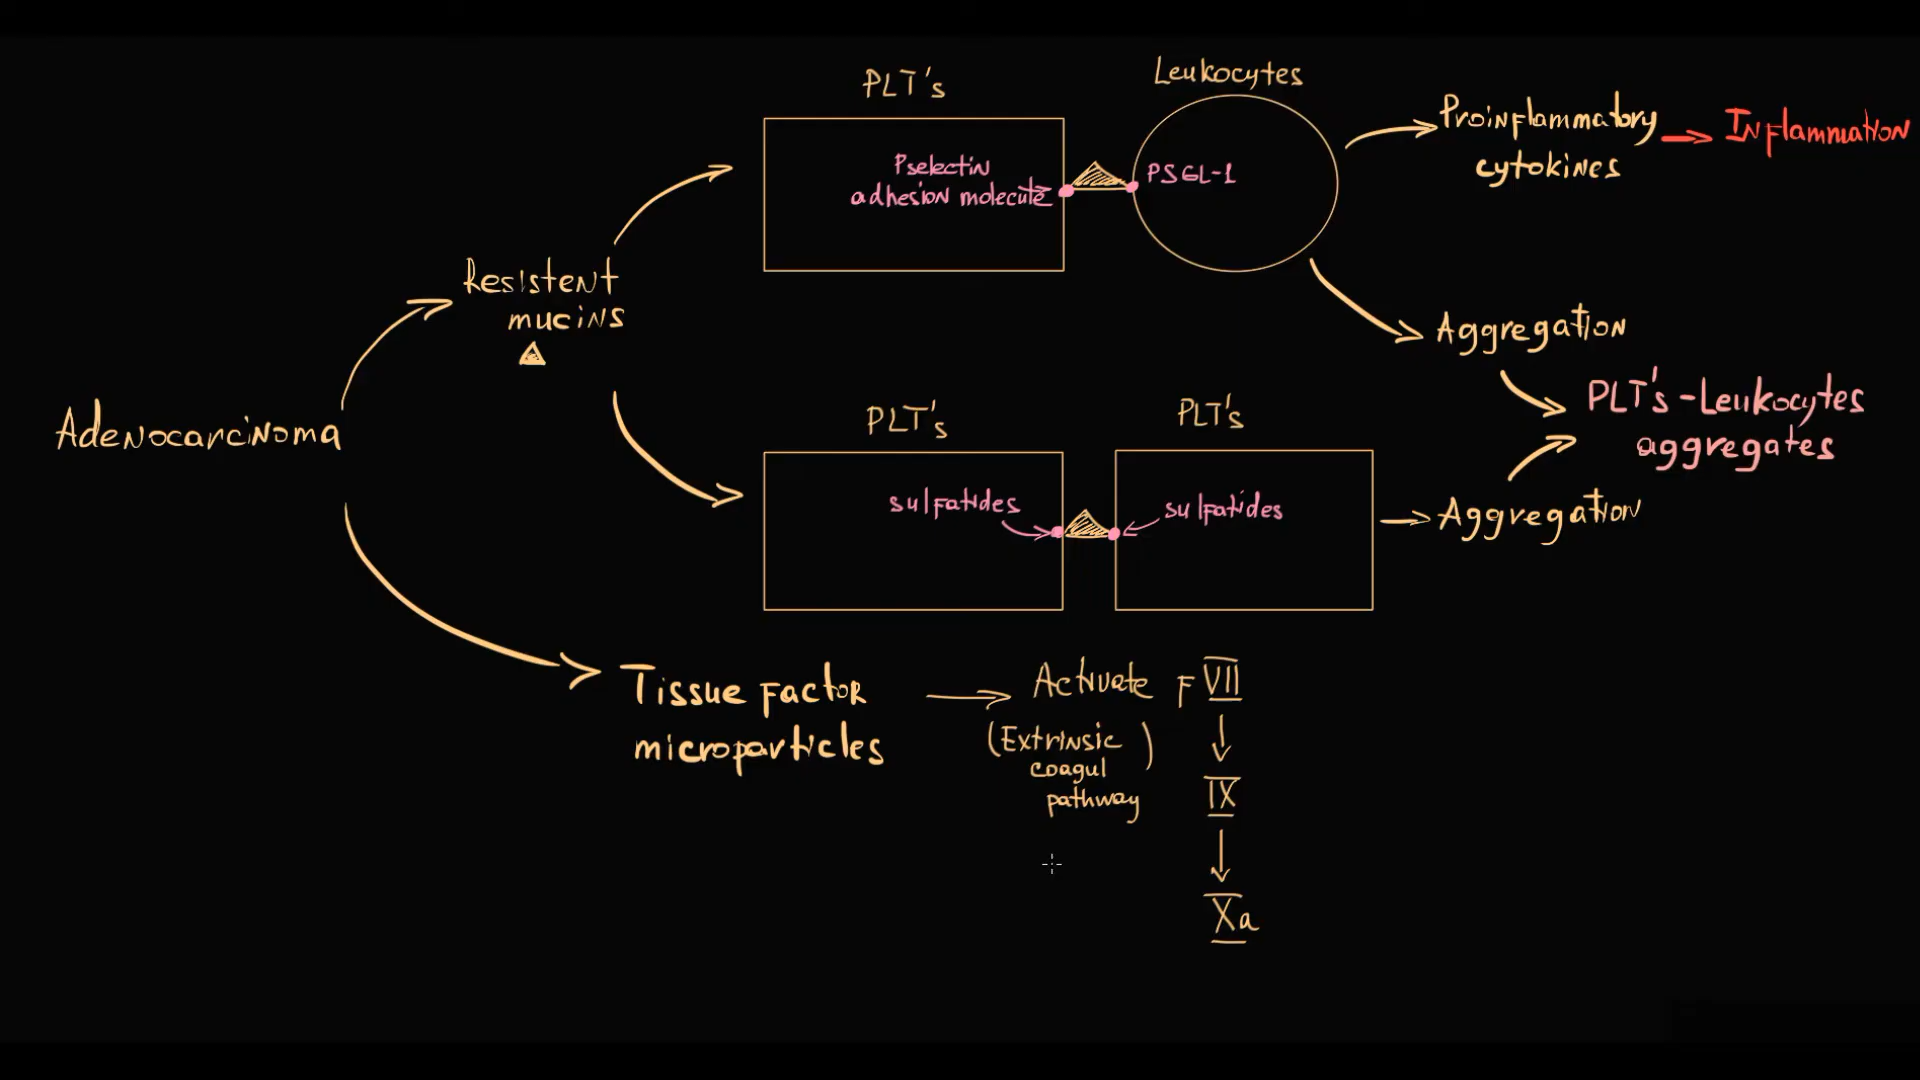 PLT's
Leukocytes
Pselectin
adhesion molecule
PSGL-1
Proinflammatory
cytokines
Inflammation
Resistent
mucins
Aggregation
PLT's-Leukocytes
aggregates
Adenocarcinoma
PLT's
PLT's
sulfatides
sulfatides
Aggregation
Tissue factor
microparticles
Activate F VII
(Extrinsic
coagul
pathway)
IX
Xa